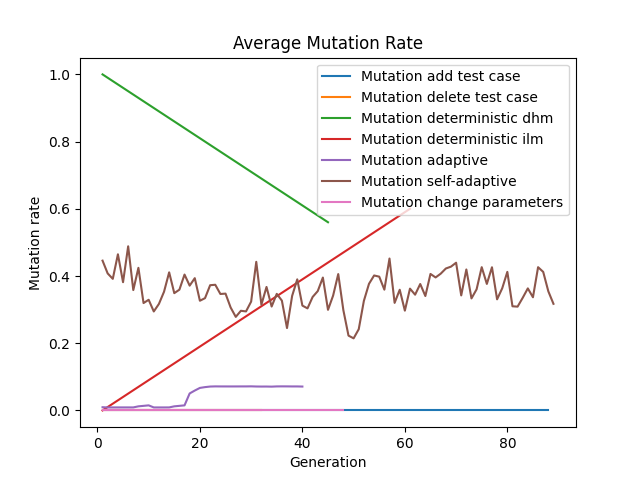 Average Mutation Rate
Mutation add test case
Mutation delete test case
Mutation deterministic dhm
Mutation deterministic ilm
Mutation adaptive
Mutation self-adaptive
Mutation change parameters
Mutation rate
1.0
0.8
0.6
0.4
0.2
0.0
0 20 40 60 80
Generation